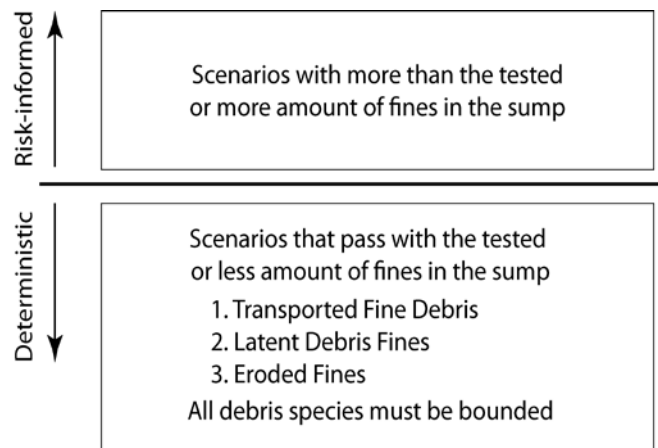 Risk-informed
Scenarios with more than the tested
or more amount of fines in the sump
Deterministic
Scenarios that pass with the tested
or less amount of fines in the sump
1. Transported Fine Debris
2. Latent Debris Fines
3. Eroded Fines
All debris species must be bounded